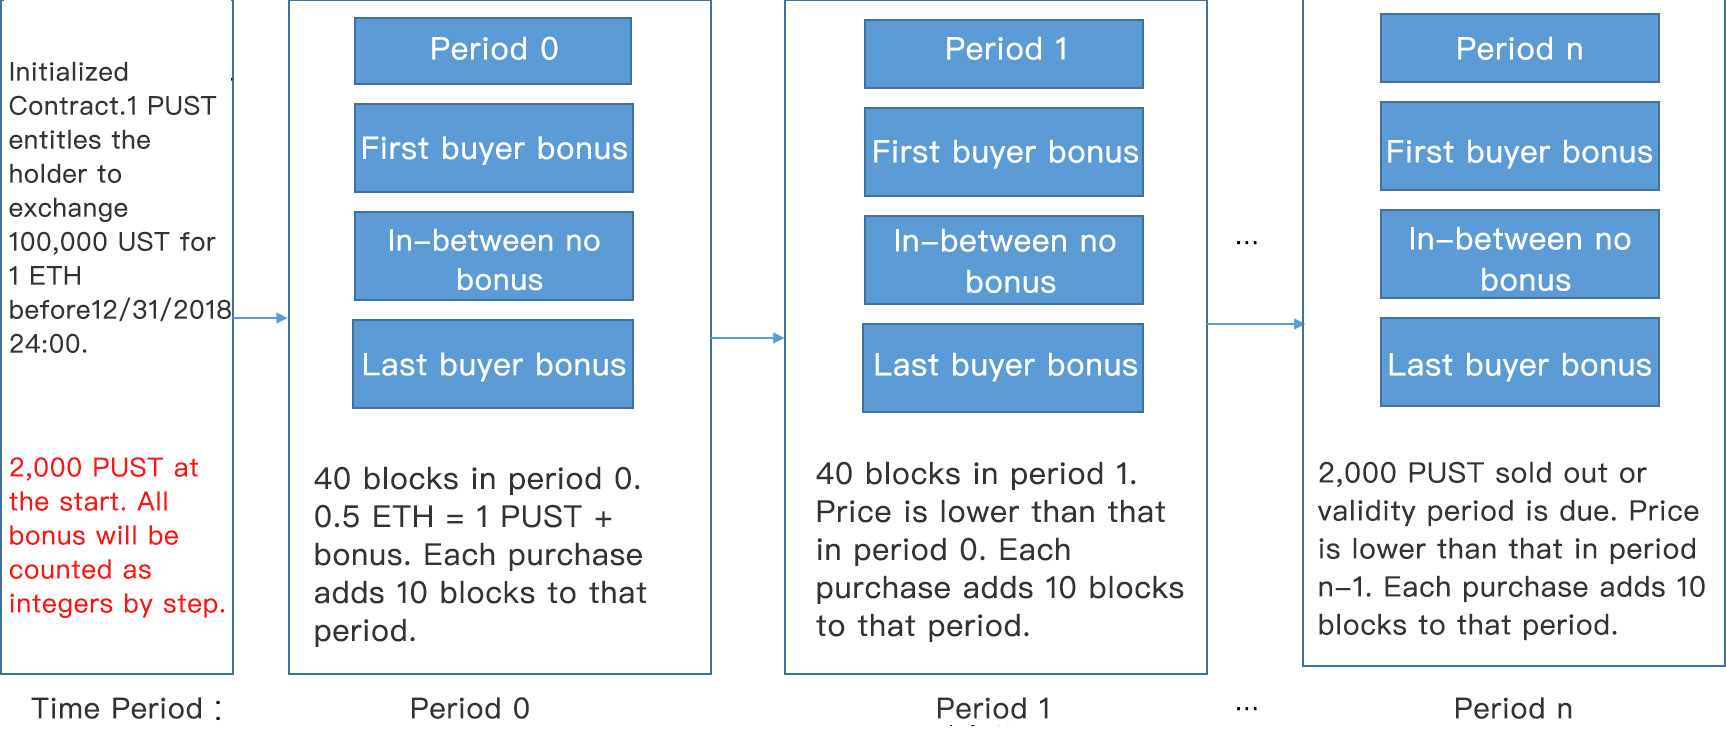 Initialized
Contract.1 PUST
entitles the
holder to
exchange
100,000 UST for
1 ETH
before12/31/2018
24:00.
2,000 PUST at
the start. All
bonus will be
counted as
integers by step.
Period 0
First buyer bonus
In-between no
bonus
Last buyer bonus
40 blocks in period 0.
0.5 ETH = 1 PUST +
bonus. Each purchase
adds 10 blocks to that
period.
Period 1
First buyer bonus
In-between no
bonus
Last buyer bonus
40 blocks in period 1.
Price is lower than that
in period 0. Each
purchase adds 10 blocks
to that period.
...
Period n
First buyer bonus
In-between no
bonus
Last buyer bonus
2,000 PUST sold out or
validity period is due. Price
is lower than that in period
n-1. Each purchase adds 10
blocks to that period.
Time Period : Period 0 Period 1 ... Period n